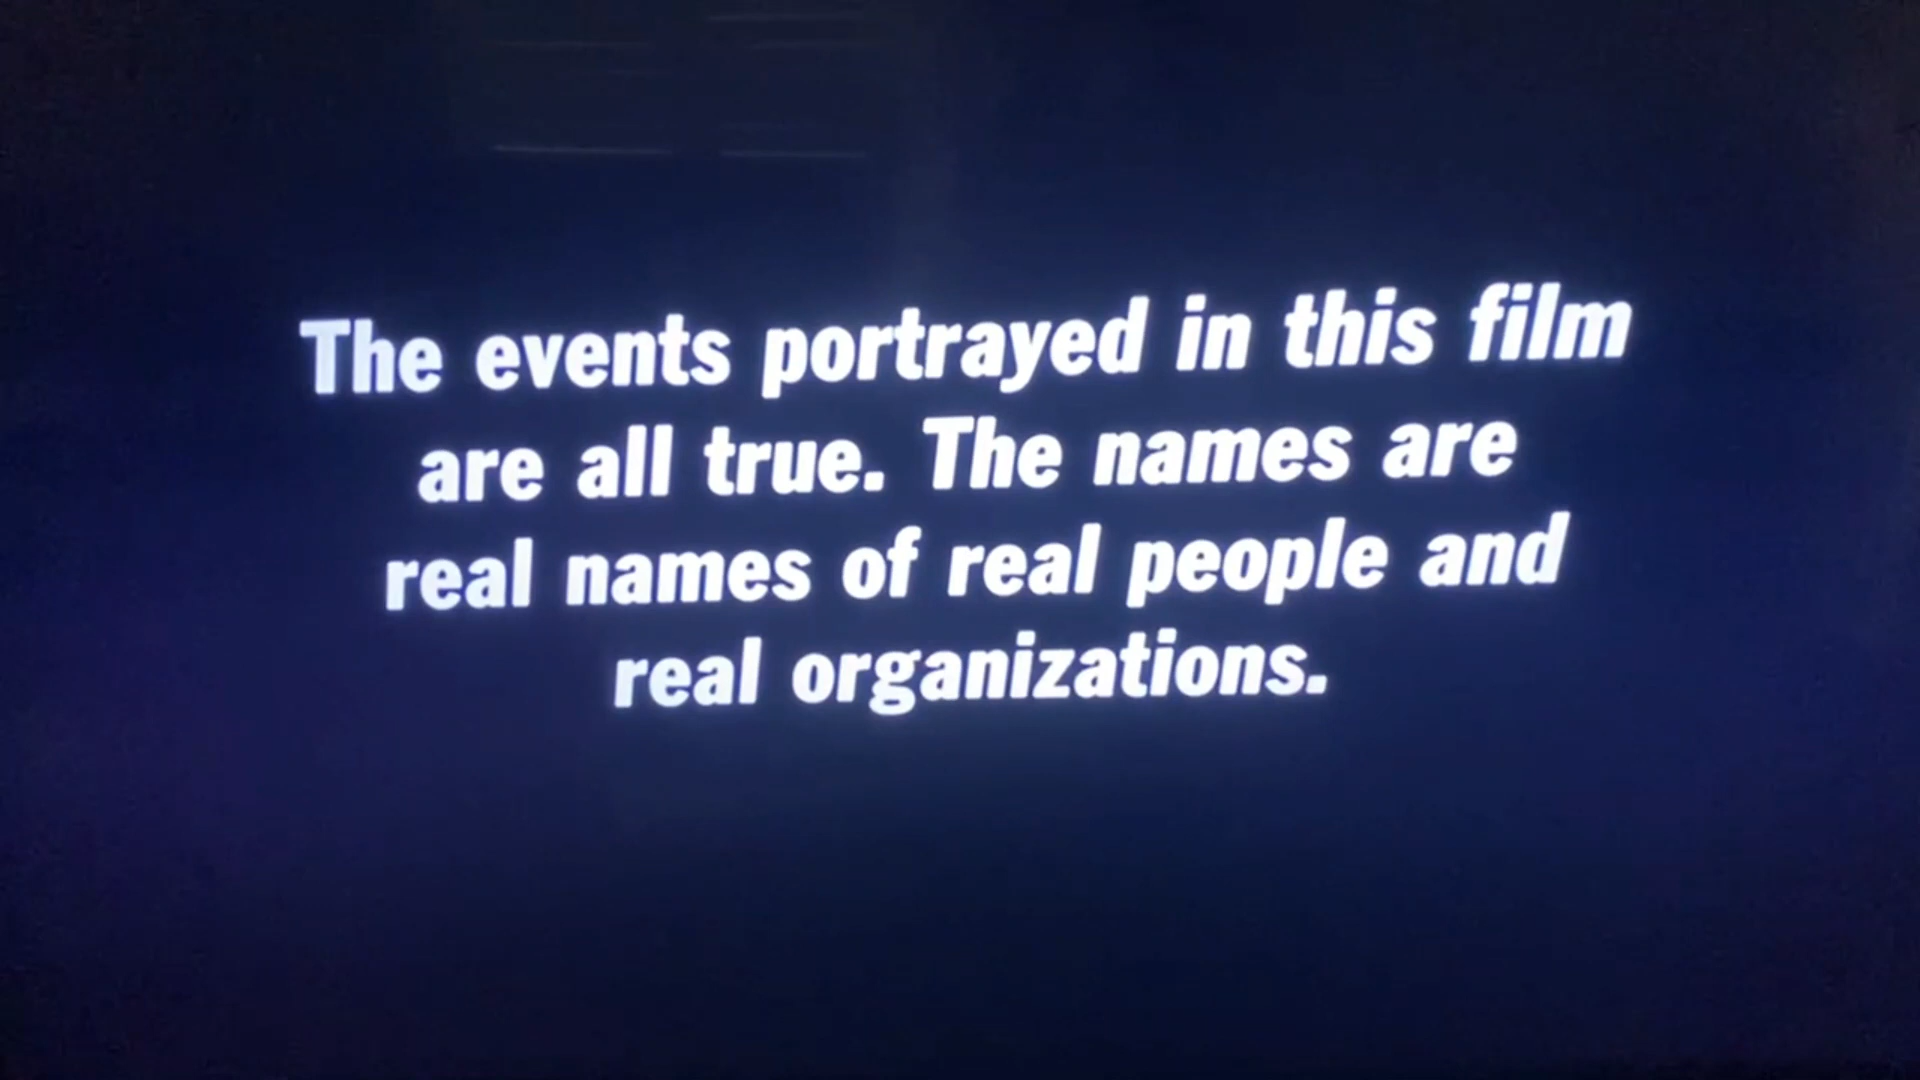 The events portrayed in this film
are all true. The names are
real names of real people and
real organizations.